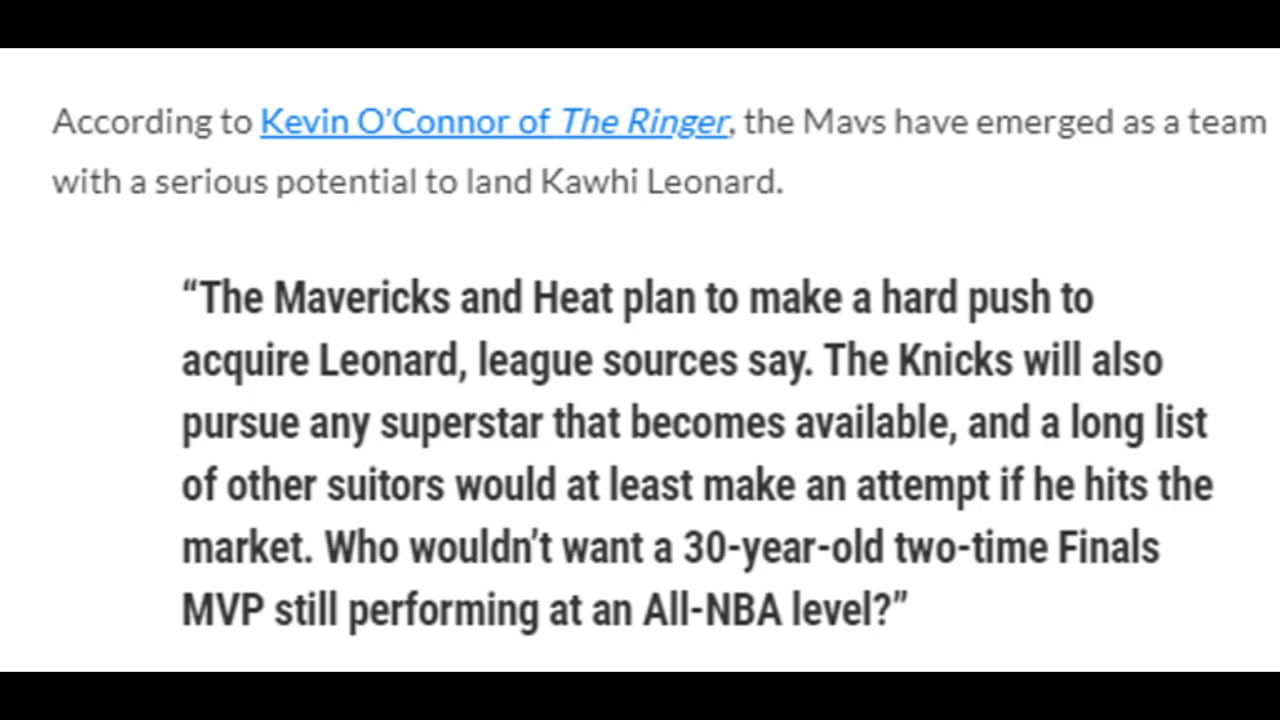 According to Kevin O’Connor of The Ringer, the Mavs have emerged as a team
with a serious potential to land Kawhi Leonard.
“The Mavericks and Heat plan to make a hard push to
acquire Leonard, league sources say. The Knicks will also
pursue any superstar that becomes available, and a long list
of other suitors would at least make an attempt if he hits the
market. Who wouldn’t want a 30-year-old two-time Finals
MVP still performing at an All-NBA level?”